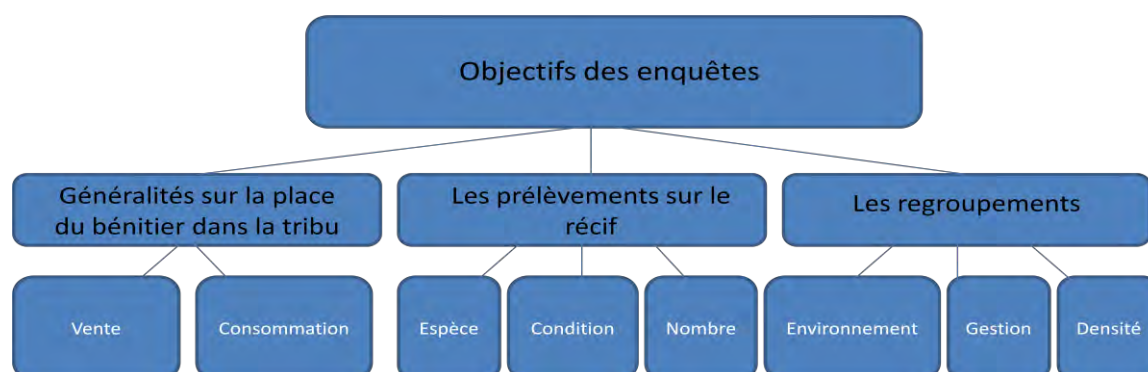 Objectifs des enquêtes
Généralités sur la place
du bénitier dans la tribu
Les prélèvements sur le
récif
Les regroupements
Vente
Consommation
Espèce
Condition
Nombre
Environnement
Gestion
Densité